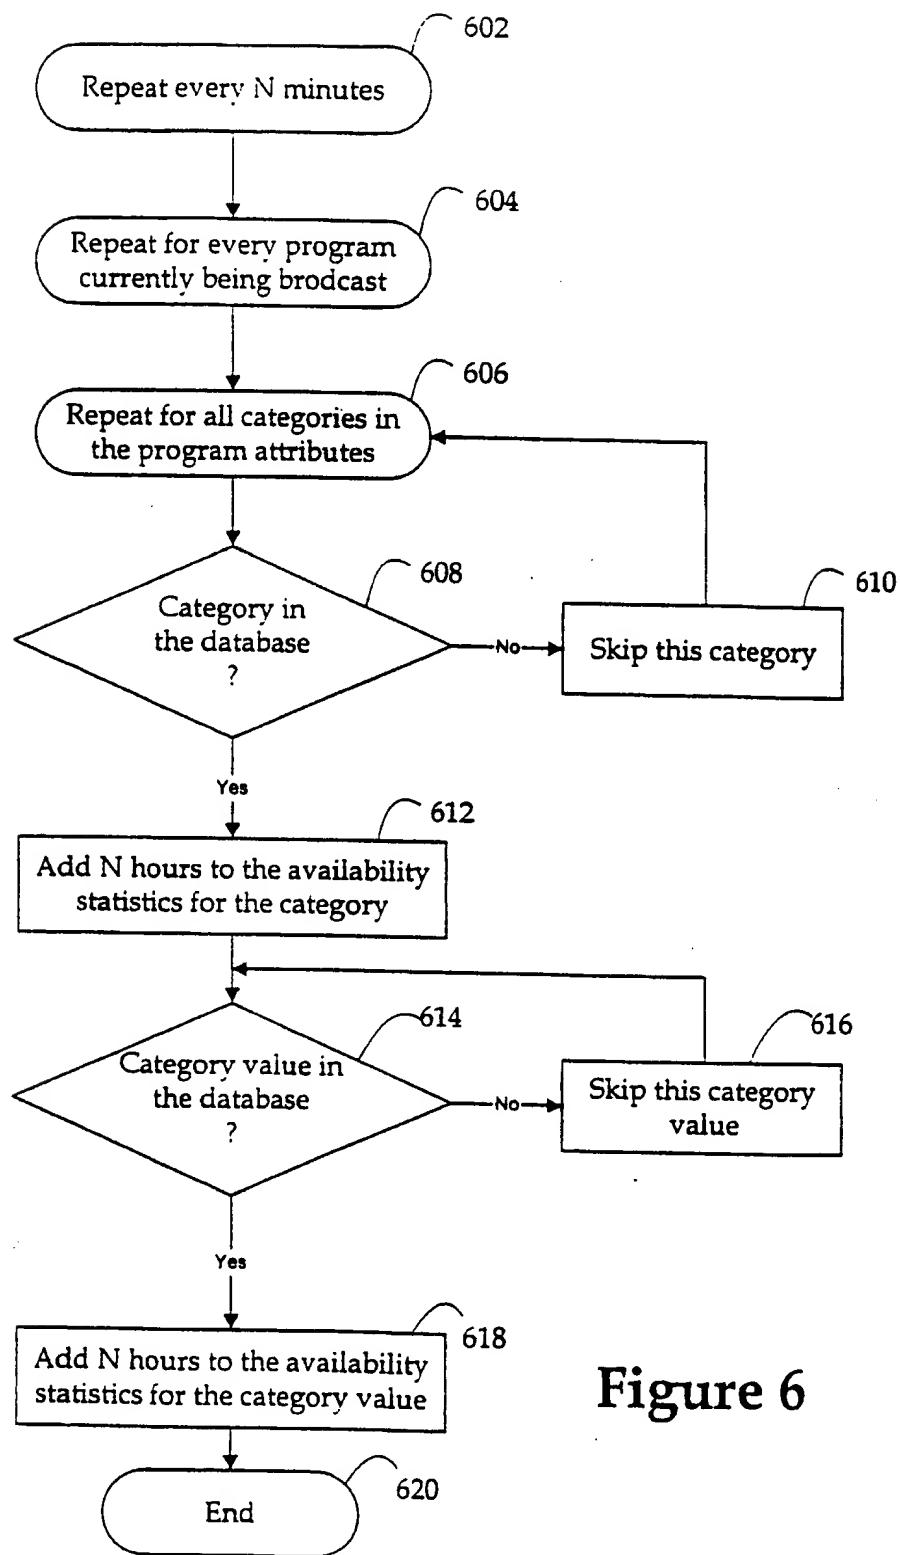 602
Repeat every N minutes
604
Repeat for every program
currently being brodcast
606
Repeat for all categories in
the program attributes
608
Category in
the database
?
No
610
Skip this category
Yes
612
Add N hours to the availability
statistics for the category
614
Category value in
the database
?
No
616
Skip this category
value
Yes
618
Add N hours to the availability
statistics for the category value
Figure 6
620
End